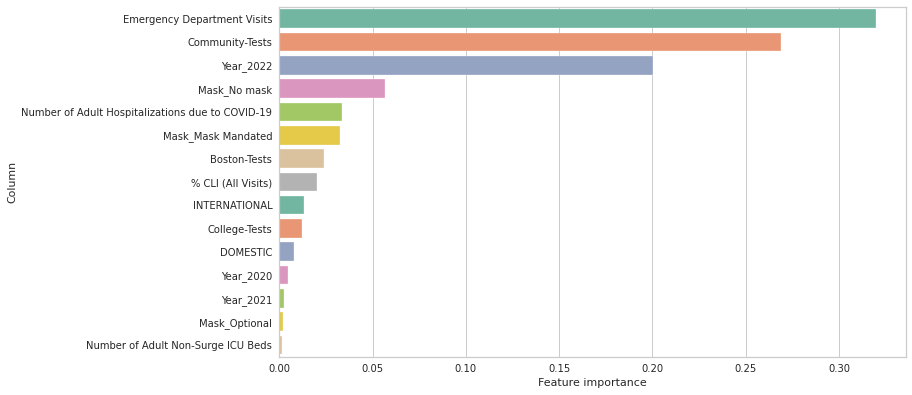 Emergency Department Visits
Community-Tests
Year_2022
Mask_No mask
Number of Adult Hospitalizations due to COVID-19
Mask_Mask Mandated
Boston-Tests
% CLI (All Visits)
INTERNATIONAL
College-Tests
DOMESTIC
Year_2020
Year_2021
Mask_Optional
Number of Adult Non-Surge ICU Beds
Column
0.00 0.05 0.10 0.15 0.20 0.25 0.30
Feature importance